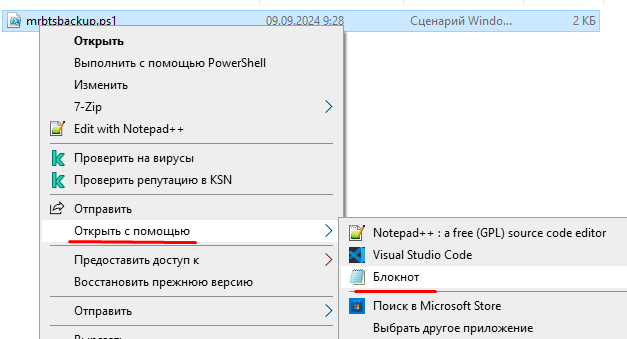 mrbtsbackup.ps1 09.09.2024 9:28 Сценарий Windo... 2 КБ
Открыть
Выполнить с помощью PowerShell
Изменить
7-Zip
Edit with Notepad++
Проверить на вирусы
Проверить репутацию в KSN
Отправить
Открыть с помощью
Notepad++ : a free (GPL) source code editor
Visual Studio Code
Блокнот
Поиск в Microsoft Store
Выбрать другое приложение
Предоставить доступ к
Восстановить прежнюю версию
Отправить